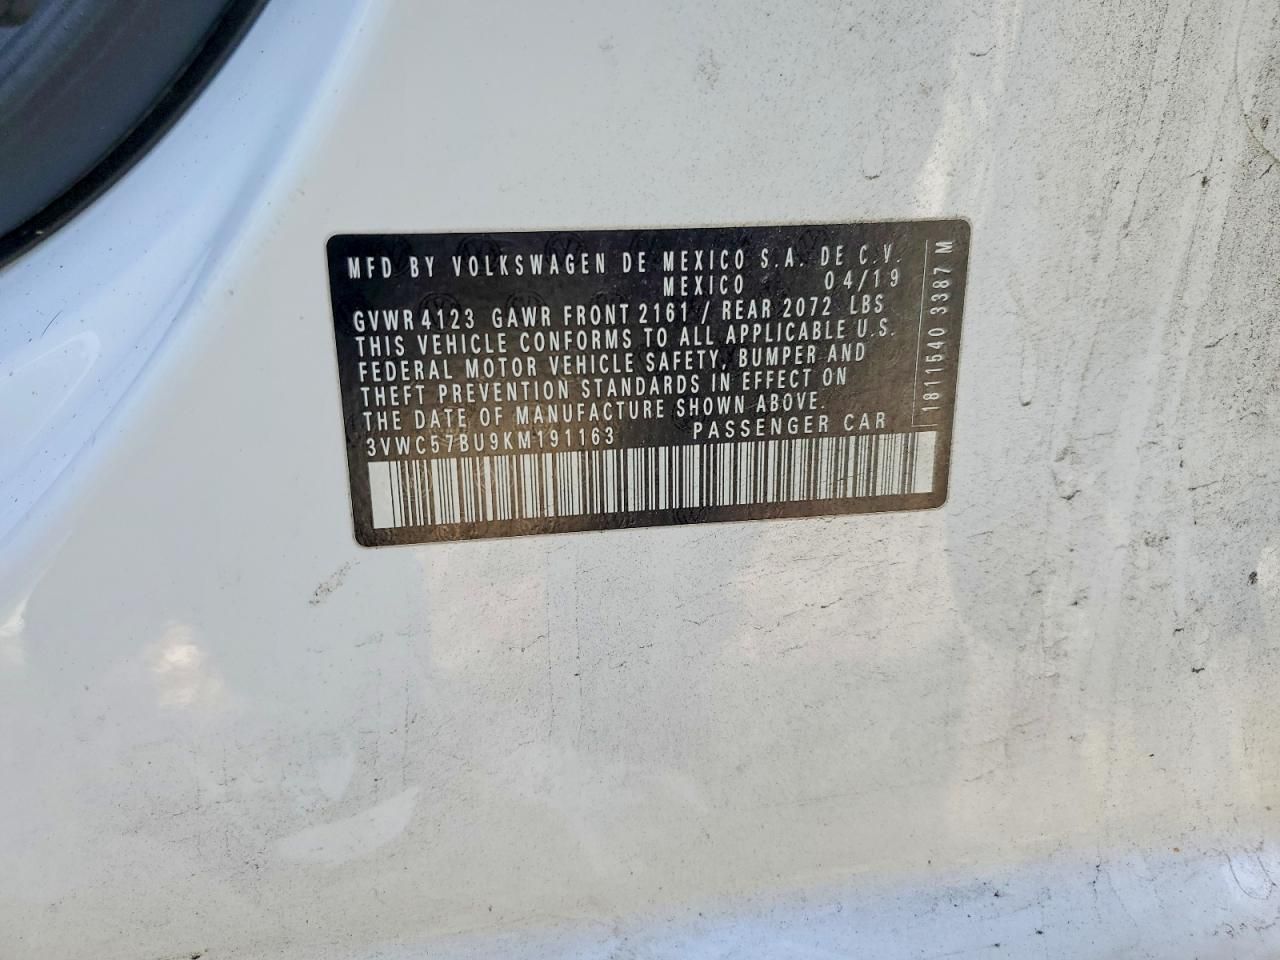 MFD BY VOLKSWAGEN DE MEXICO S.A. DE C.V.
MEXICO 04/19
GVWR 4123 GAWR FRONT 2161 / REAR 2072 LBS
THIS VEHICLE CONFORMS TO ALL APPLICABLE U.S.
FEDERAL MOTOR VEHICLE SAFETY, BUMPER AND
THEFT PREVENTION STANDARDS IN EFFECT ON
THE DATE OF MANUFACTURE SHOWN ABOVE.
3VWC57BU9KM191163 PASSENGER CAR
1811540 3387 M